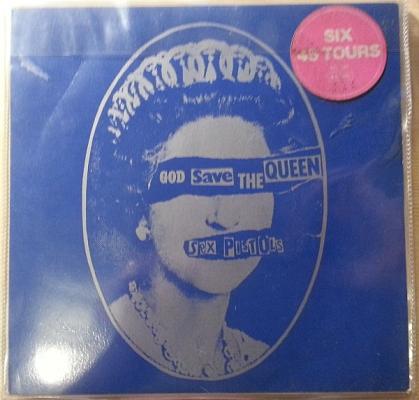 SIX
45 TOURS
GOD Save THE QUEEN
SEX PISTOLS